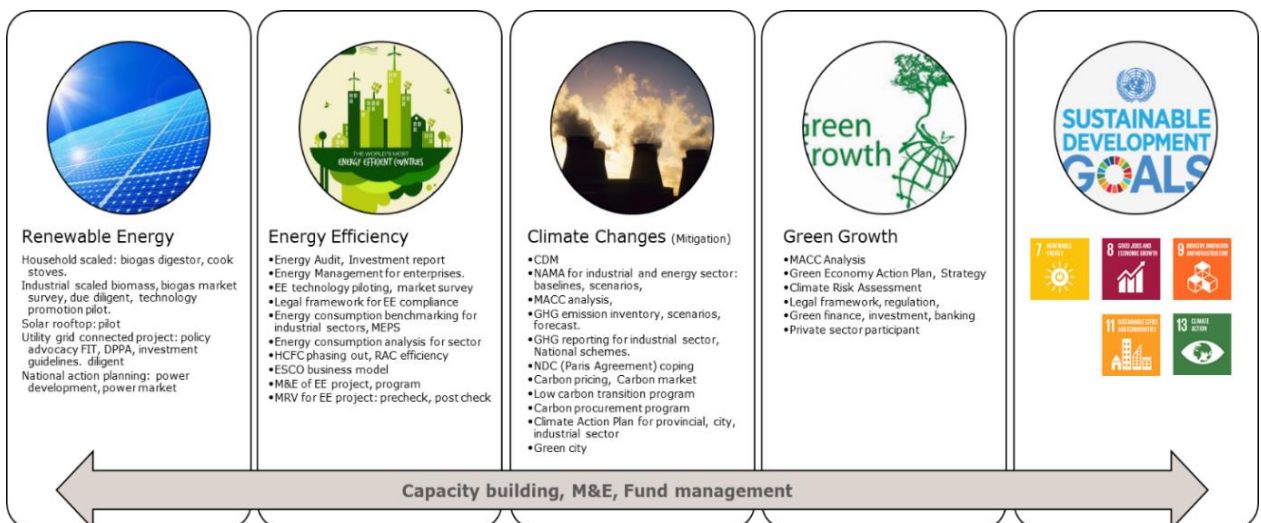 THE WORLD'S MOST
ENERGY EFFICIENT COUNTRIES
Green
Growth
SUSTAINABLE
DEVELOPMENT
GOALS
Renewable Energy
Household scaled: biogas digestor, cook
stoves.
Industrial scaled biomass, biogas market
survey, due diligent, technology
promotion pilot.
Solar rooftop: pilot
Utility grid connected project: policy
advocacy FIT, DPPA, investment
guidelines. diligent
National action planning: power
development, power market
Energy Efficiency
•Energy Audit, Investment report
•Energy Management for enterprises.
•EE technology piloting, market survey
•Legal framework for EE compliance
•Energy consumption benchmarking for
industrial sectors, MEPS
•Energy consumption analysis for sector
•HCFC phasing out, RAC efficiency
•ESCO business model
•M&E of EE project, program
•MRV for EE project: precheck, post check
Climate Changes (Mitigation)
•CDM
•NAMA for industrial and energy sector:
baselines, scenarios,
•MACC analysis,
•GHG emission inventory, scenarios,
forecast.
•GHG reporting for industrial sector,
National schemes.
•NDC (Paris Agreement) coping
•Carbon pricing, Carbon market
•Low carbon transition program
•Carbon procurement program
•Climate Action Plan for provincial, city,
industrial sector
•Green city
Green Growth
•MACC Analysis
•Green Economy Action Plan, Strategy
•Climate Risk Assessment
•Legal framework, regulation,
•Green finance, investment, banking
•Private sector participant
7 RENEWABLE
ENERGY
8 GOOD JOBS AND
ECONOMIC GROWTH
9 INDUSTRY, INNOVATION
AND INFRASTRUCTURE
11 SUSTAINABLE CITIES
AND COMMUNITIES
13 CLIMATE
ACTION
Capacity building, M&E, Fund management